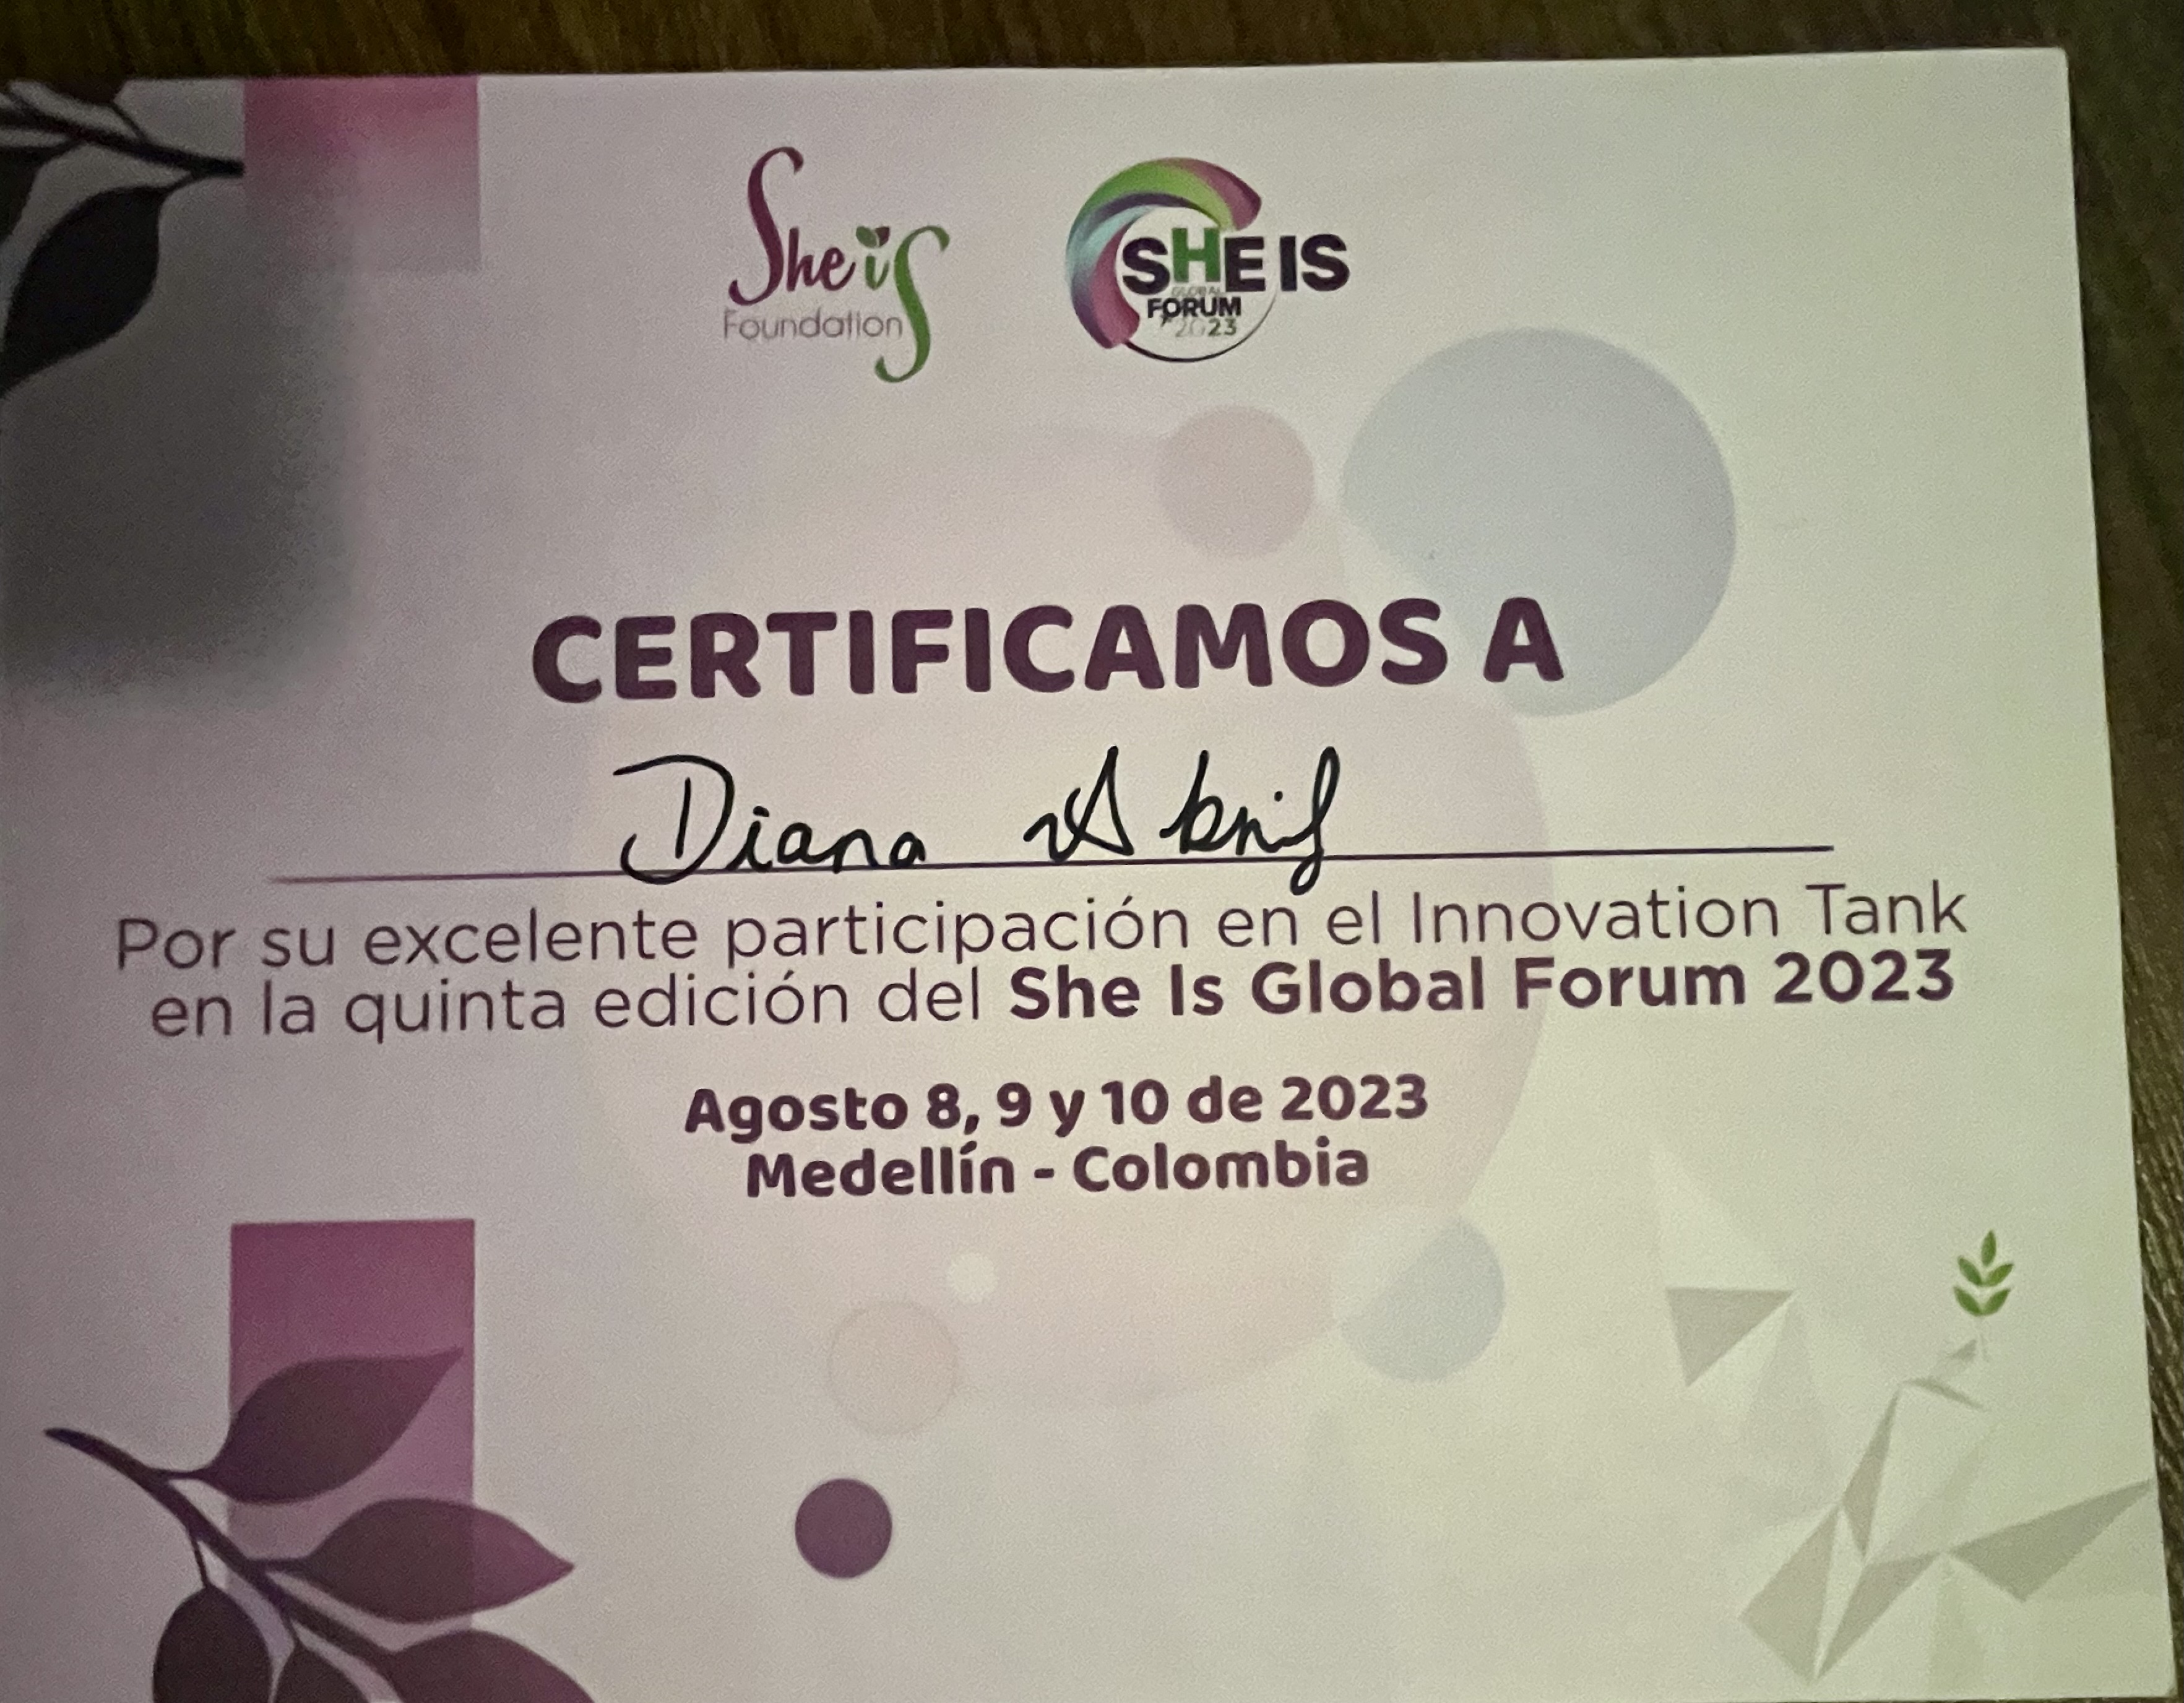 She is
Foundation
SHE IS
GLOBAL
FORUM
2023
CERTIFICAMOS A
Diana Abril
Por su excelente participación en el Innovation Tank
en la quinta edición del She Is Global Forum 2023
Agosto 8, 9 y 10 de 2023
Medellín - Colombia